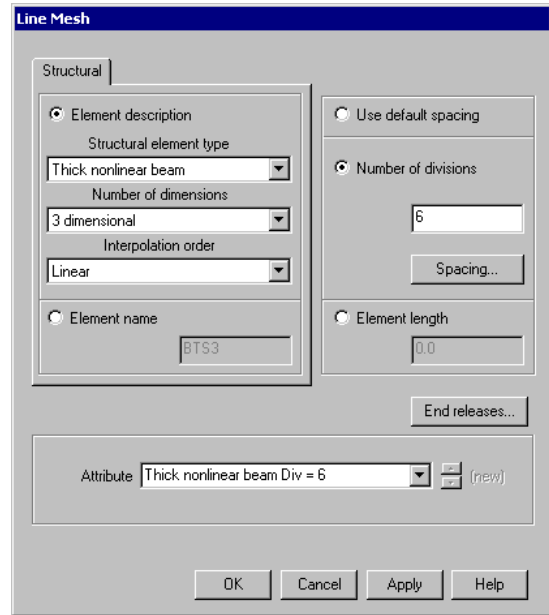 Line Mesh
Structural
Element description
Structural element type
Thick nonlinear beam
Number of dimensions
3 dimensional
Interpolation order
Linear
Element name
BTS3
Use default spacing
Number of divisions
6
Spacing...
Element length
0.0
End releases...
Attribute Thick nonlinear beam Div = 6 (new)
OK Cancel Apply Help